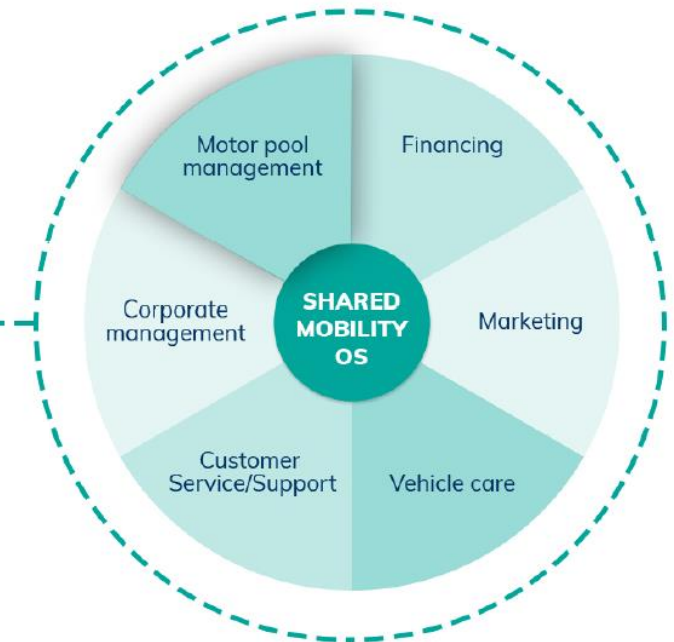 Motor pool
management
Financing
Corporate
management
SHARED
MOBILITY
OS
Marketing
Customer
Service/Support
Vehicle care